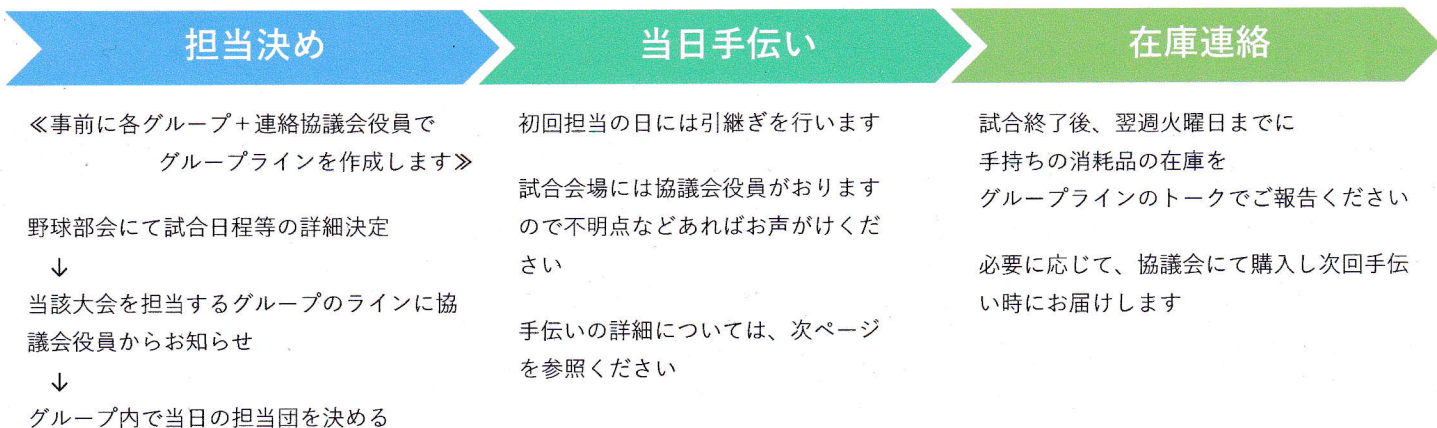 担当決め
≪事前に各グループ+連絡協議会役員で
グループラインを作成します≫
野球部会にて試合日程等の詳細決定
↓
当該大会を担当するグループのラインに協
議会役員からお知らせ
↓
グループ内で当日の担当団を決める
当日手伝い
初回担当の日には引継ぎを行います
試合会場には協議会役員がおります
ので不明点などあればお声がけくだ
さい
手伝いの詳細については、次ページ
を参照ください
在庫連絡
試合終了後、翌週火曜日までに
手持ちの消耗品の在庫を
グループラインのトークでご報告ください
必要に応じて、協議会にて購入し次回手伝
い時にお届けします